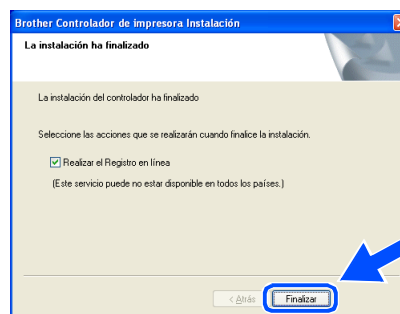 Brother Controlador de impresora Instalación
La instalación ha finalizado
La instalación del controlador ha finalizado
Seleccione las acciones que se realizarán cuando finalice la instalación.
Realizar el Registro en línea
(Este servicio puede no estar disponible en todos los países.)
< Atrás Finalizar